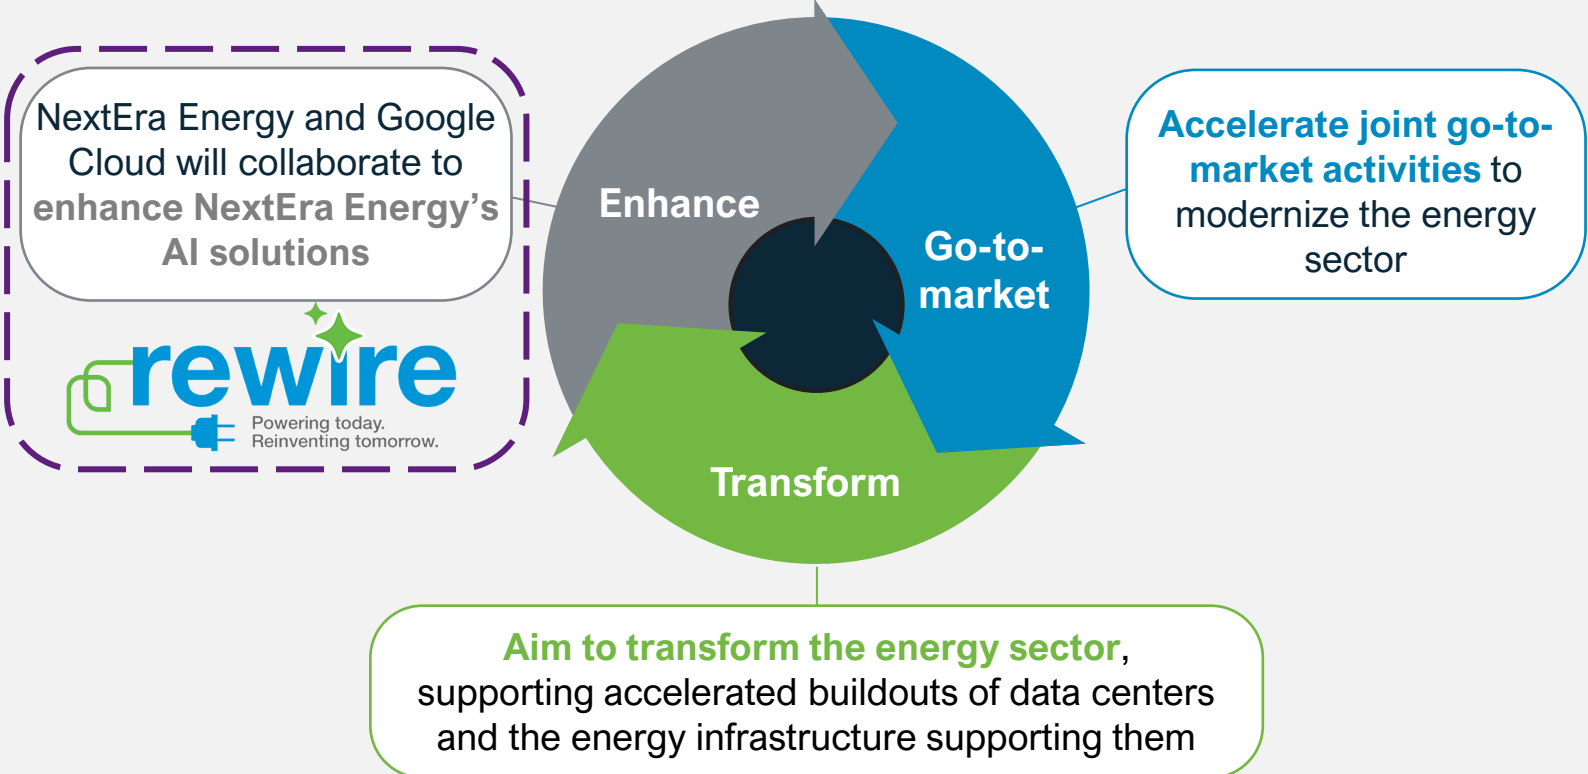 NextEra Energy and Google
Cloud will collaborate to
enhance NextEra Energy's
AI solutions
rewire
Powering today.
Reinventing tomorrow.
Enhance
Go-to-
market
Transform
Accelerate joint go-to-
market activities to
modernize the energy
sector
Aim to transform the energy sector,
supporting accelerated buildouts of data centers
and the energy infrastructure supporting them